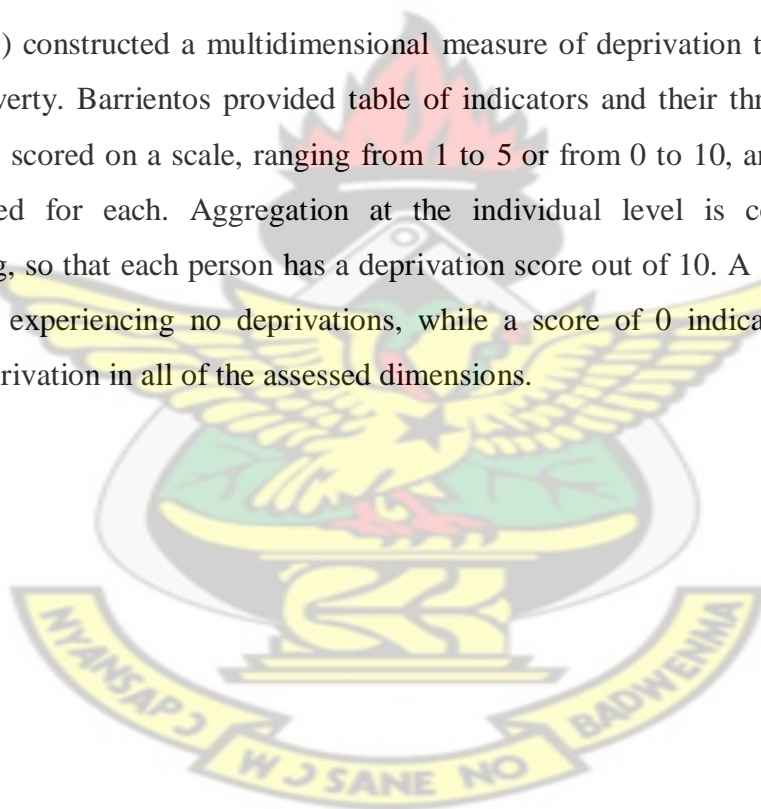 ) constructed a multidimensional measure of deprivation t
verty. Barrientos provided table of indicators and their thr
scored on a scale, ranging from 1 to 5 or from 0 to 10, a
ed for each. Aggregation at the individual level is c
g, so that each person has a deprivation score out of 10. A
experiencing no deprivations, while a score of 0 indica
rivation in all of the assessed dimensions.
NYANSAPƆ
WƆSANE NO
BADWENMA